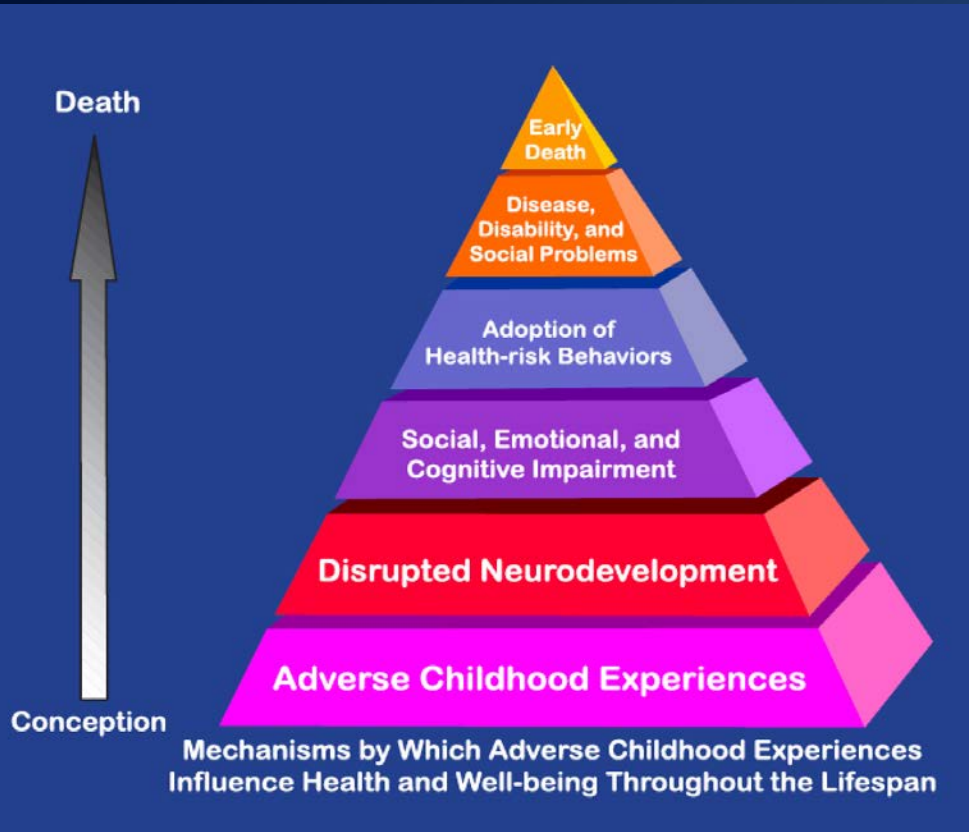 Death
Early
Death
Disease,
Disability, and
Social Problems
Adoption of
Health-risk Behaviors
Social, Emotional, and
Cognitive Impairment
Disrupted Neurodevelopment
Adverse Childhood Experiences
Conception
Mechanisms by Which Adverse Childhood Experiences
Influence Health and Well-being Throughout the Lifespan